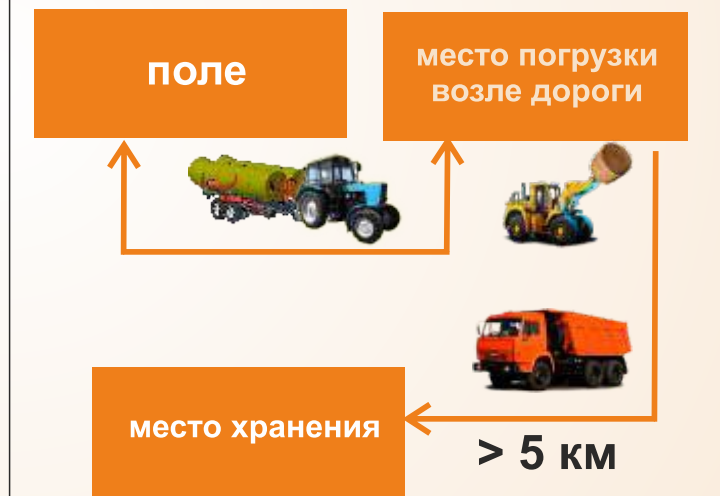 поле
место погрузки
возле дороги
место хранения
> 5 км